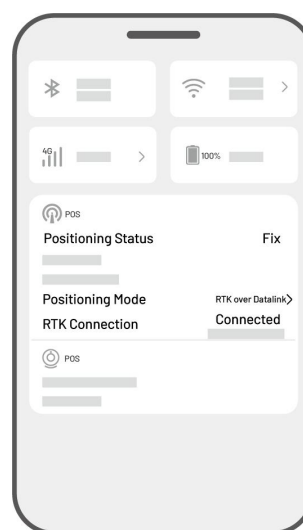 4G
100%
POS
Positioning Status Fix
Positioning Mode RTK over Datalink
RTK Connection Connected
POS